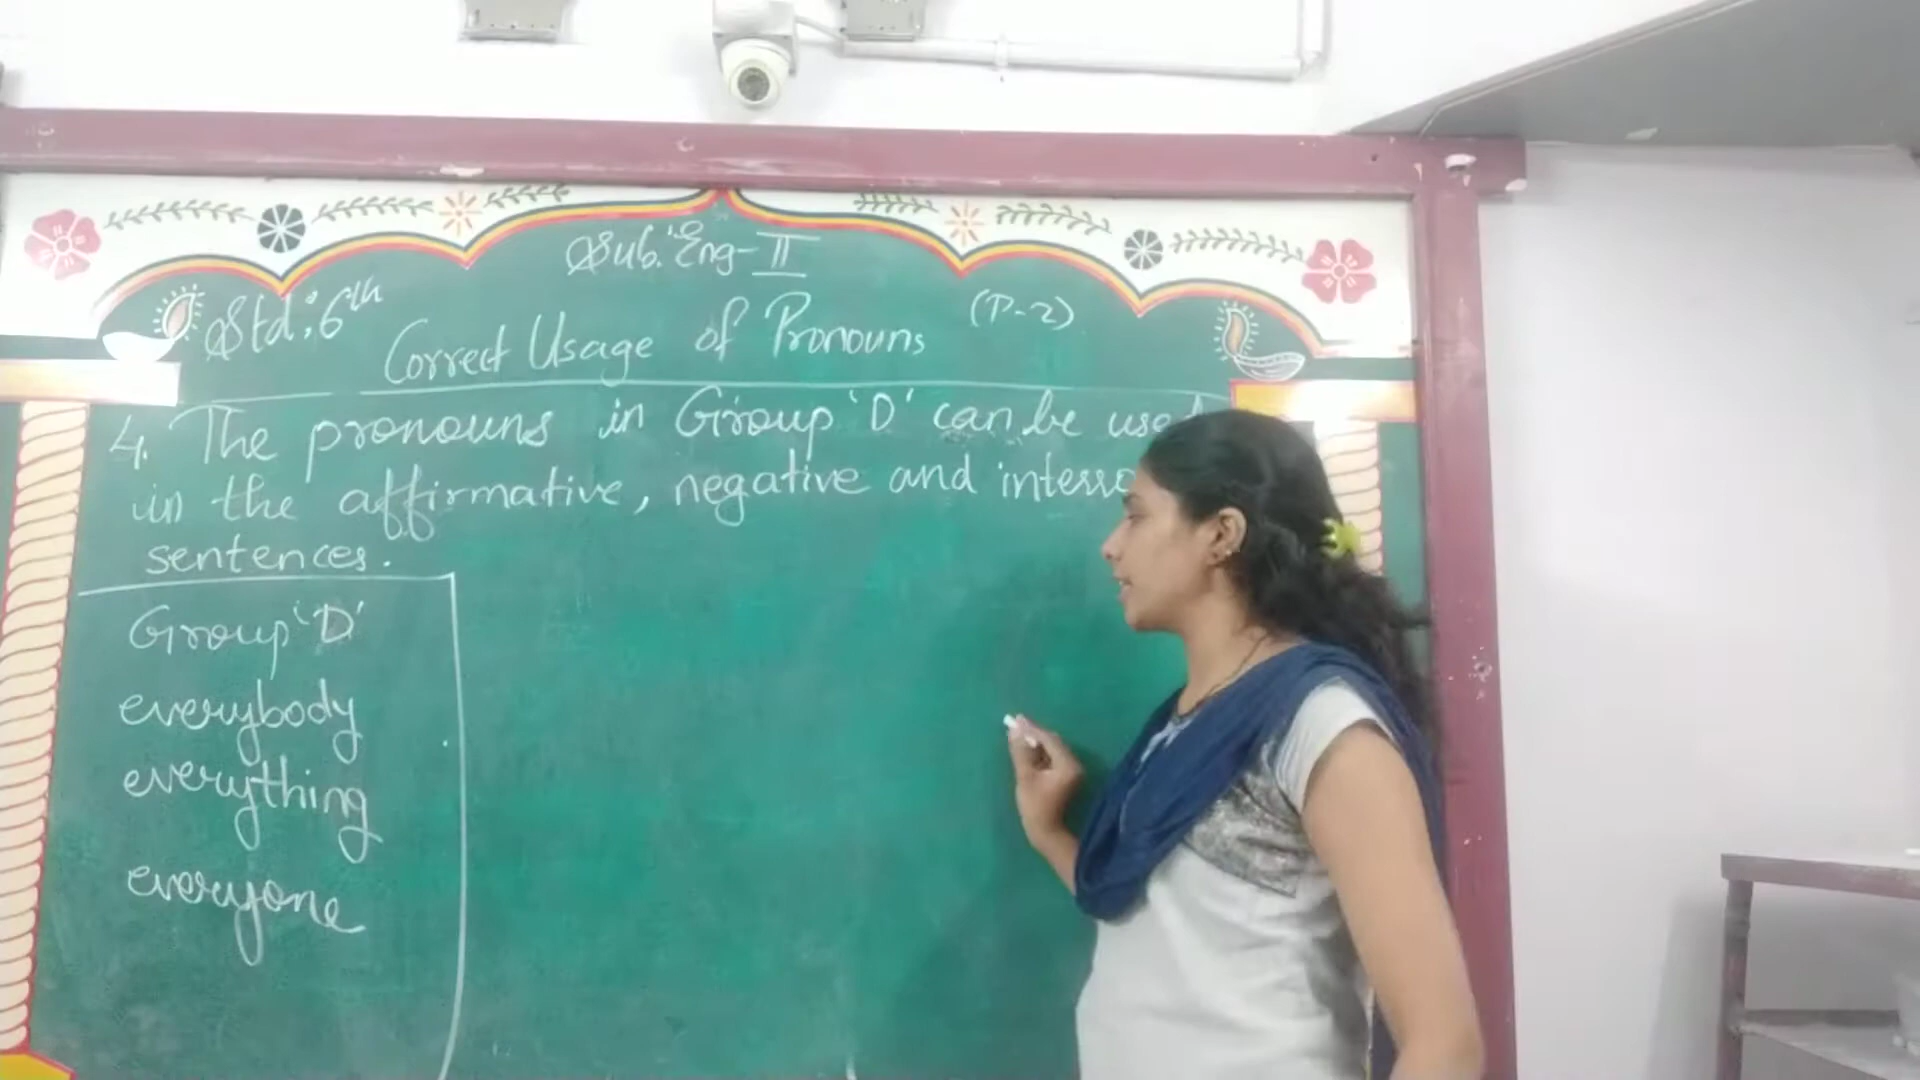 Sub: Eng-II
Std: 6th
(P-2)
Correct Usage of Pronouns
4. The pronouns in Group 'D' can be use
in the affirmative, negative and
sentences.
Group 'D'
everybody
everything
everyone